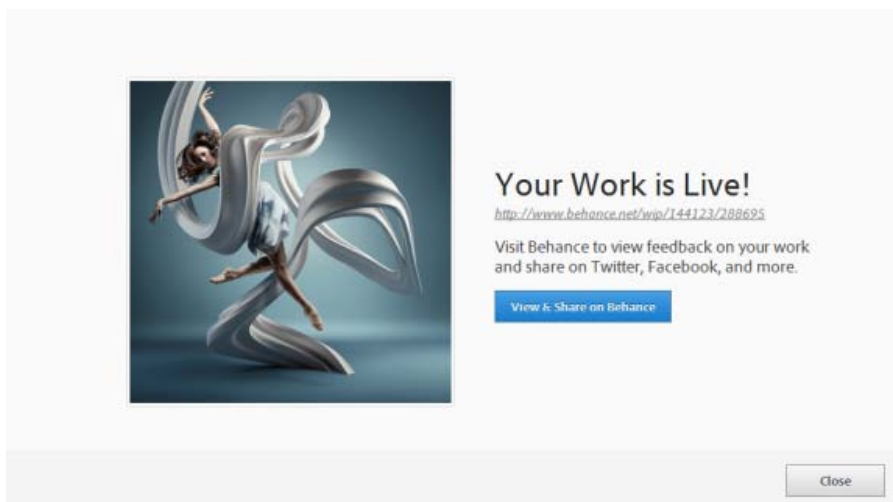 Your Work is Live!
http://www.behance.net/wip/144123/288695
Visit Behance to view feedback on your work
and share on Twitter, Facebook, and more.
View & Share on Behance
Close